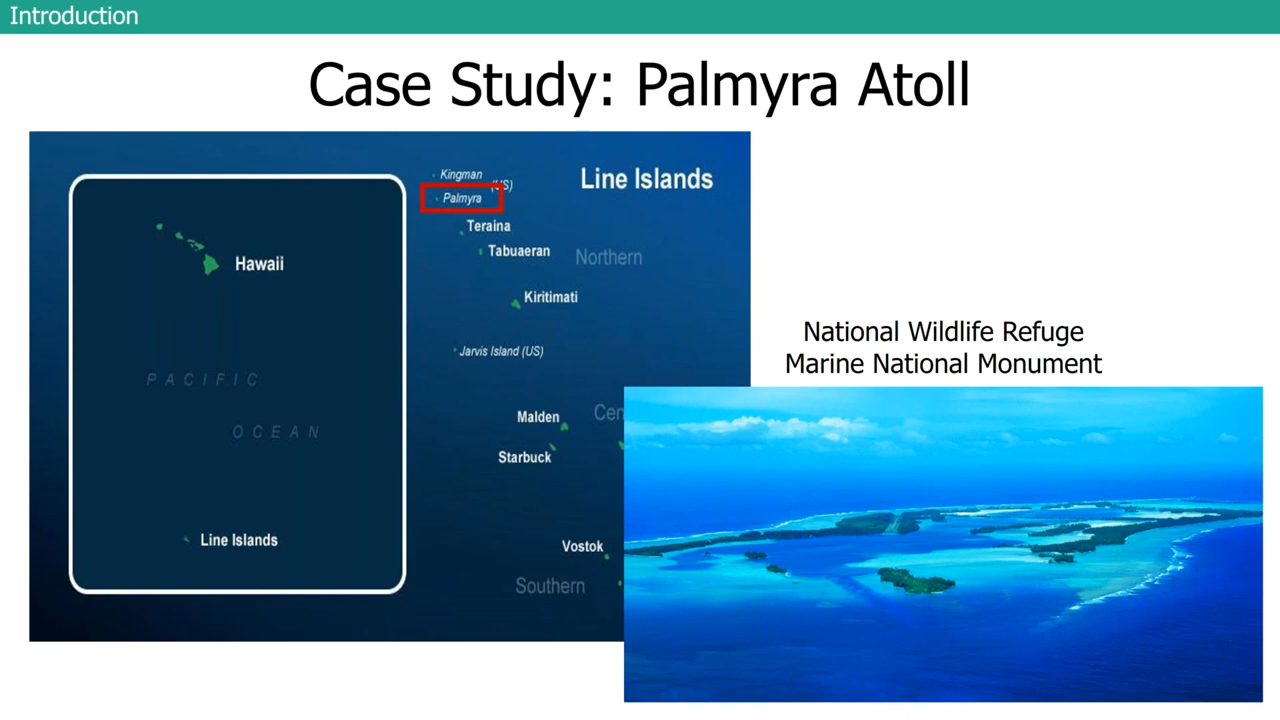 Introduction
Case Study: Palmyra Atoll
Kingman
(US)
Palmyra
Line Islands
Teraina
Tabuaeran
Northern
Hawaii
Kiritimati
Jarvis Island (US)
PACIFIC
OCEAN
Malden
Starbuck
Line Islands
Vostok
Southern
National Wildlife Refuge
Marine National Monument